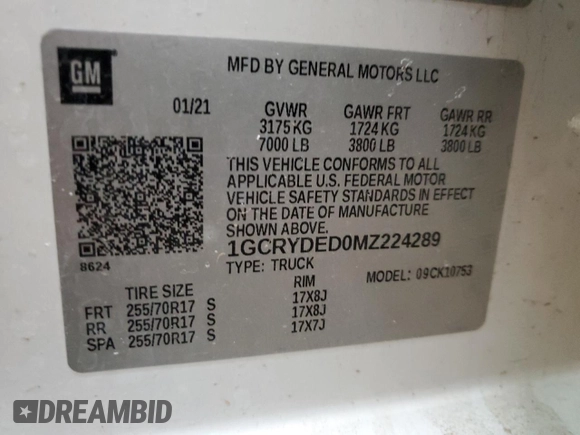 GM
MFD BY GENERAL MOTORS LLC
01/21 GVWR GAWR FRT GAWR RR
3175 KG 1724 KG 1724 KG
7000 LB 3800 LB 3800 LB
THIS VEHICLE CONFORMS TO ALL
APPLICABLE U.S. FEDERAL MOTOR
VEHICLE SAFETY STANDARDS IN EFFECT
ON THE DATE OF MANUFACTURE
SHOWN ABOVE.
8624
1GCRYDED0MZ224289
TYPE: TRUCK MODEL: 09CK10753
TIRE SIZE RIM
FRT 255/70R17 S 17X8J
RR 255/70R17 S 17X8J
SPA 255/70R17 S 17X7J
DREAMBID